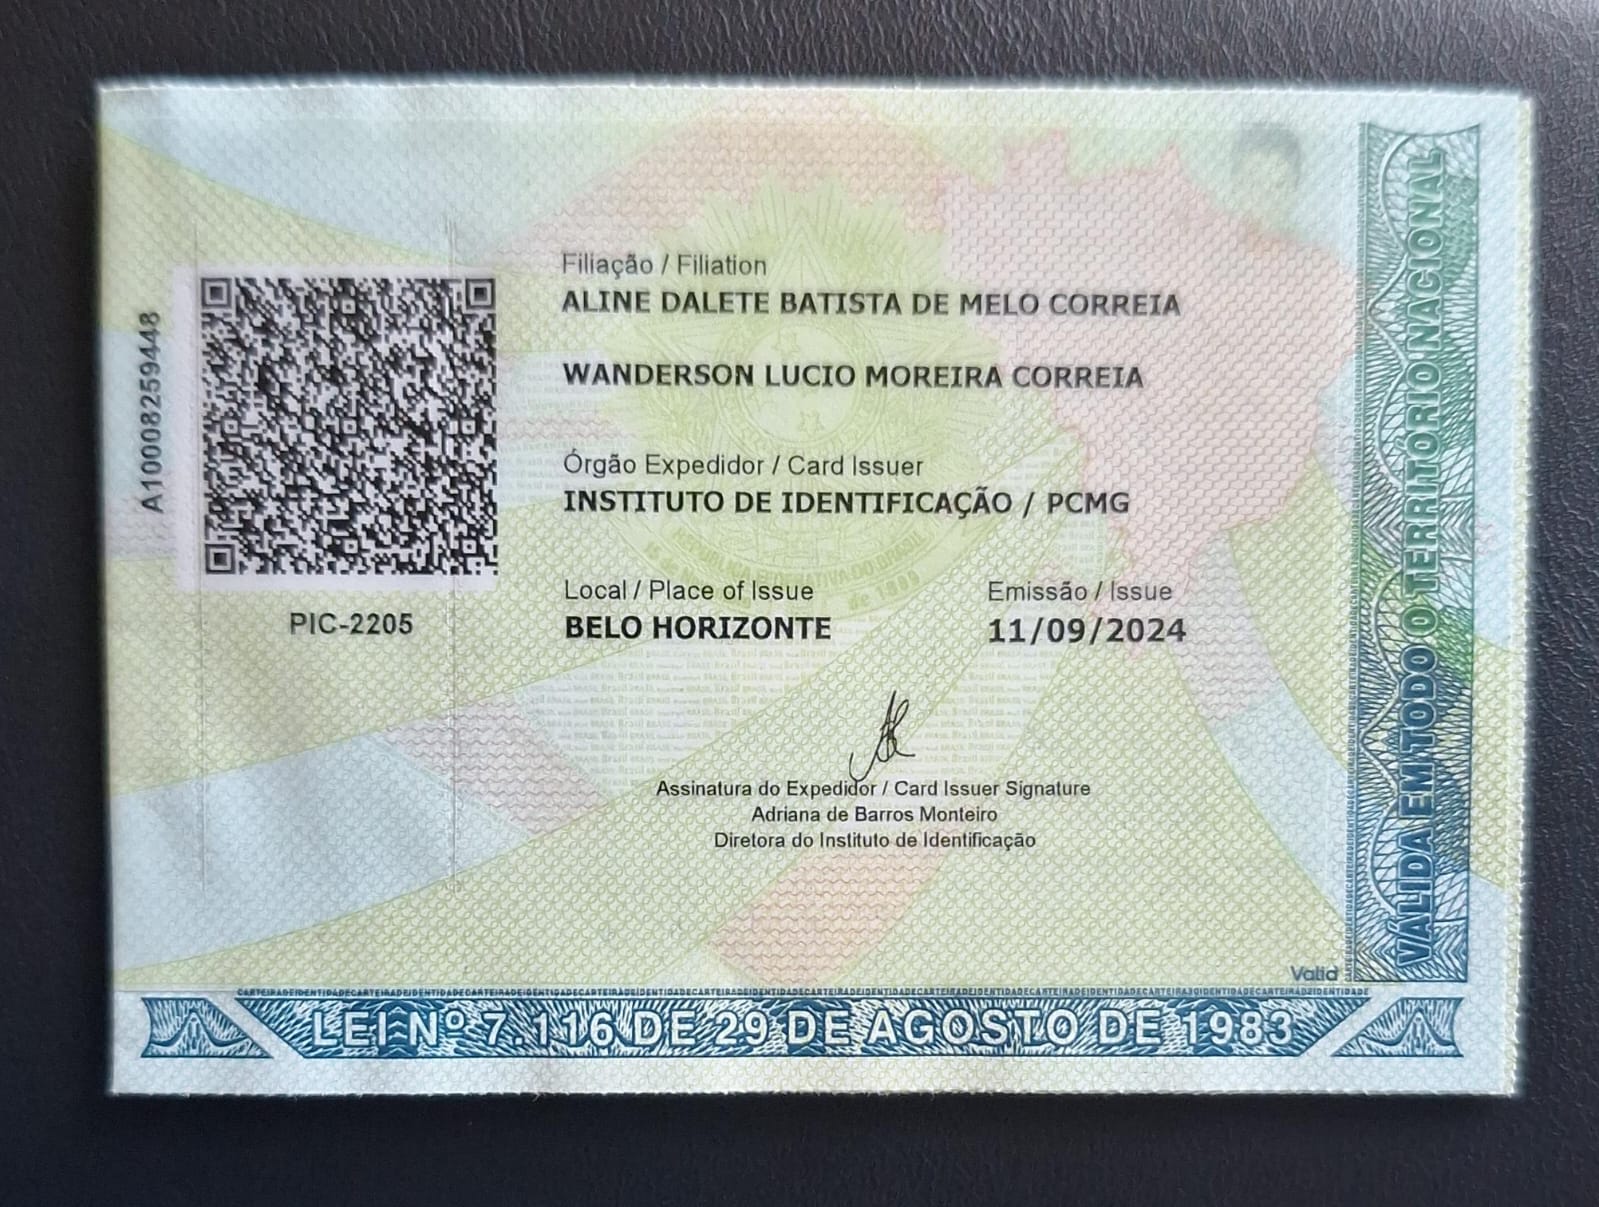 Filiação / Filiation
ALINE DALETE BATISTA DE MELO CORREIA
WANDERSON LUCIO MOREIRA CORREIA
Órgão Expedidor / Card Issuer
INSTITUTO DE IDENTIFICAÇÃO / PCMG
Local / Place of Issue
BELO HORIZONTE
Emissão / Issue
11/09/2024
A10008259448
PIC-2205
Assinatura do Expedidor / Card Issuer Signature
Adriana de Barros Monteiro
Diretora do Instituto de Identificação
Valid
VÁLIDA EM TODO O TERRITÓRIO NACIONAL
LEI Nº 7.116 DE 29 DE AGOSTO DE 1983